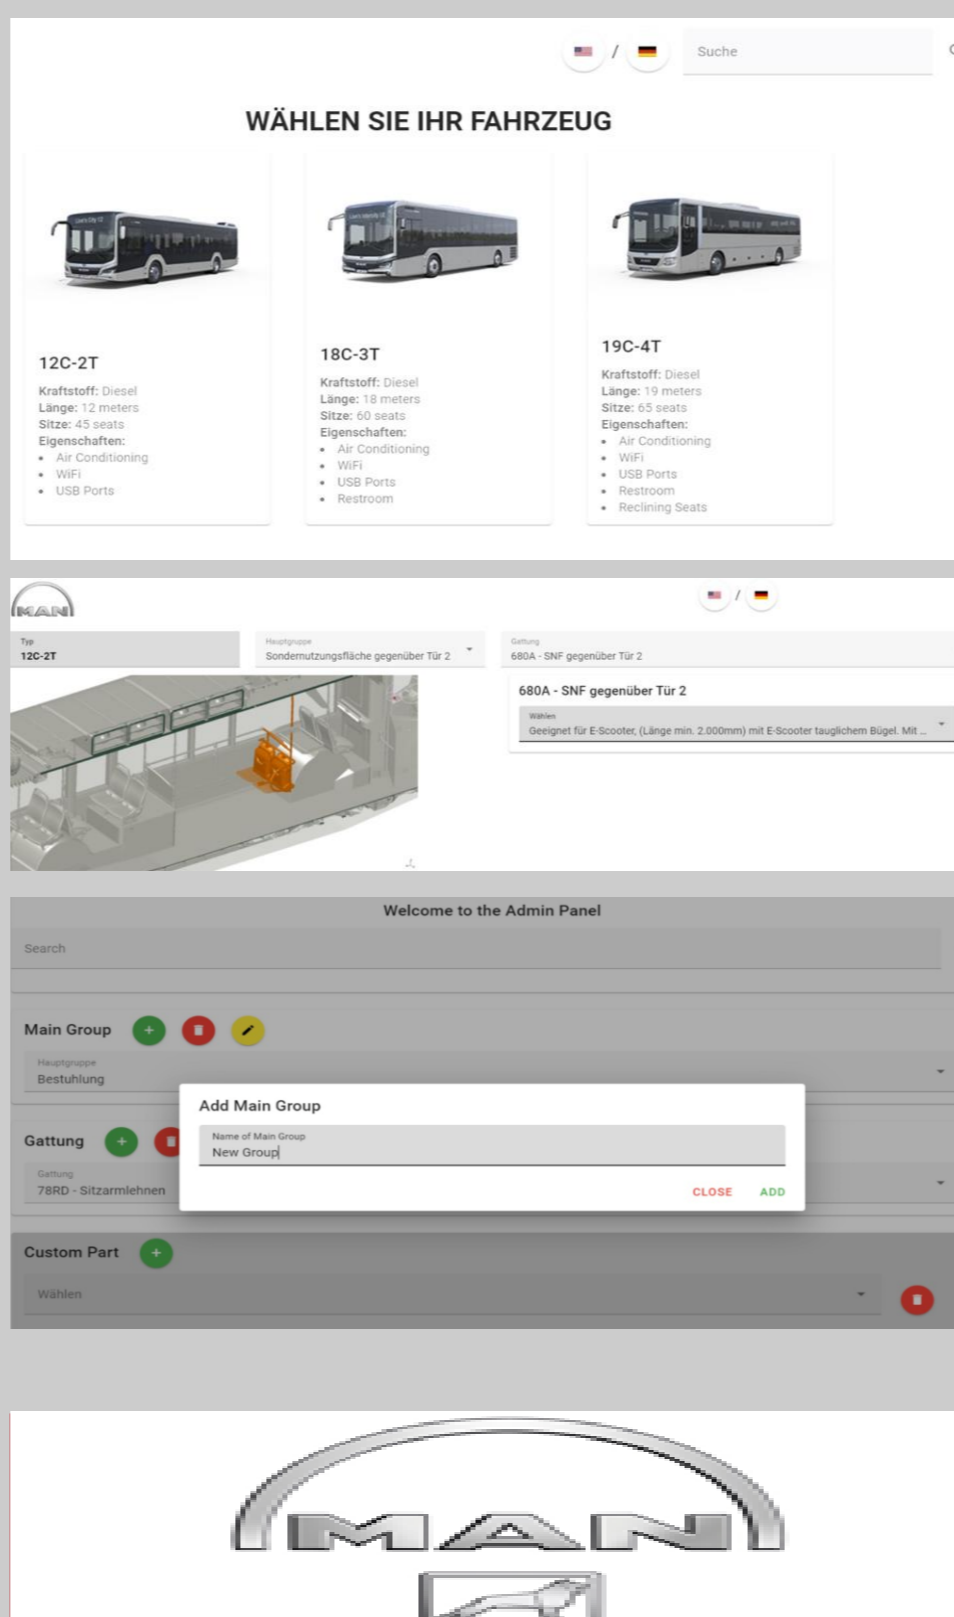 /
Suche
WÄHLEN SIE IHR FAHRZEUG
Lion's City 12
12C-2T
Kraftstoff: Diesel
Länge: 12 meters
Sitze: 45 seats
Eigenschaften:
• Air Conditioning
• WiFi
• USB Ports
18C-3T
Kraftstoff: Diesel
Länge: 18 meters
Sitze: 60 seats
Eigenschaften:
• Air Conditioning
• WiFi
• USB Ports
• Restroom
19C-4T
Kraftstoff: Diesel
Länge: 19 meters
Sitze: 65 seats
Eigenschaften:
• Air Conditioning
• WiFi
• USB Ports
• Restroom
• Reclining Seats
MAN
/
Typ
12C-2T
Hauptgruppe
Sondernutzungsfläche gegenüber Tür 2
Gattung
680A - SNF gegenüber Tür 2
680A - SNF gegenüber Tür 2
Wählen
Geeignet für E-Scooter, (Länge min. 2.000mm) mit E-Scooter tauglichem Bügel. Mit ...
Welcome to the Admin Panel
Search
Main Group
Hauptgruppe
Bestuhlung
Add Main Group
Name of Main Group
New Group
CLOSE ADD
Gattung
Gattung
78RD - Sitzarmlehnen
Custom Part
Wählen
MAN